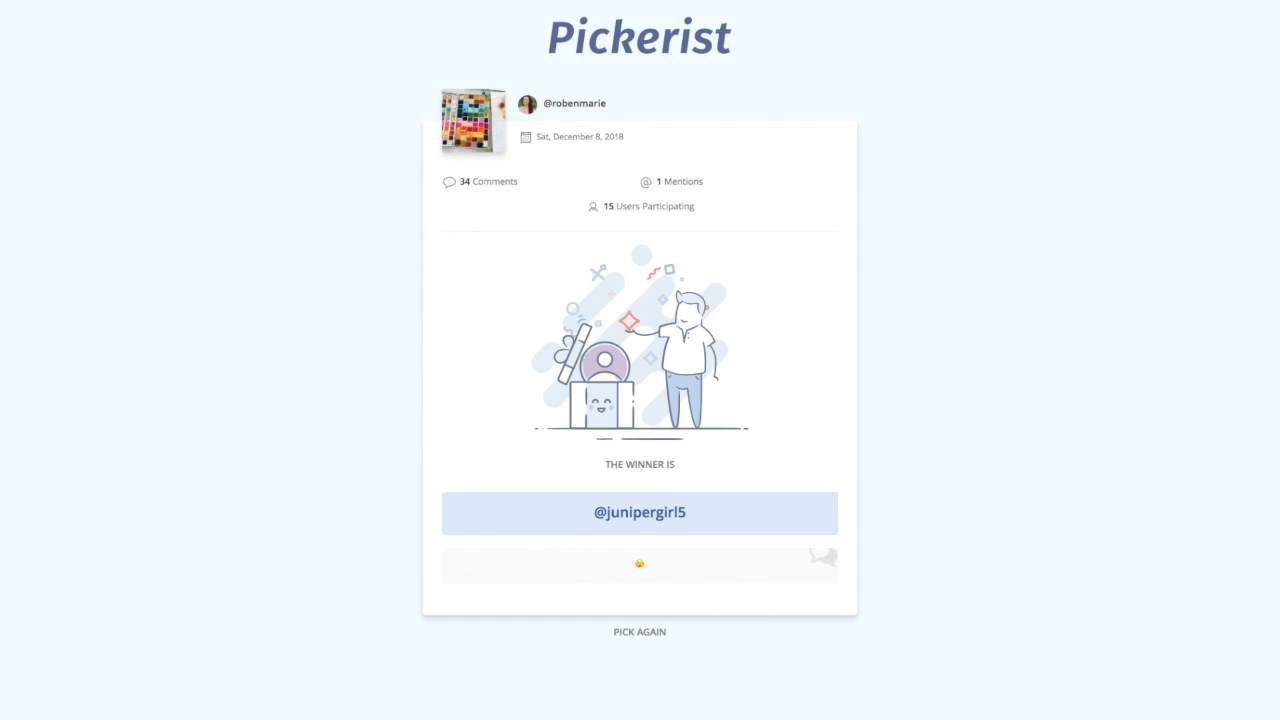 Pickerist
@robenmarie
Sat, December 8, 2018
34 Comments
1 Mentions
15 Users Participating
THE WINNER IS
@junipergirl5
😯
PICK AGAIN